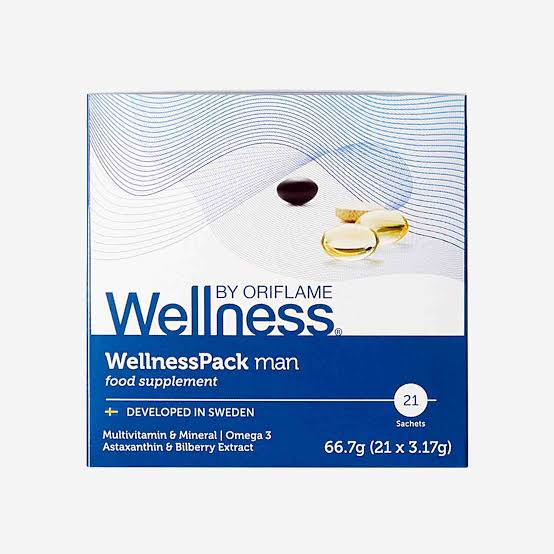 BY ORIFLAME
Wellness®
WellnessPack man
food supplement
DEVELOPED IN SWEDEN
21
Sachets
Multivitamin & Mineral | Omega 3
Astaxanthin & Bilberry Extract
66.7g (21 x 3.17g)